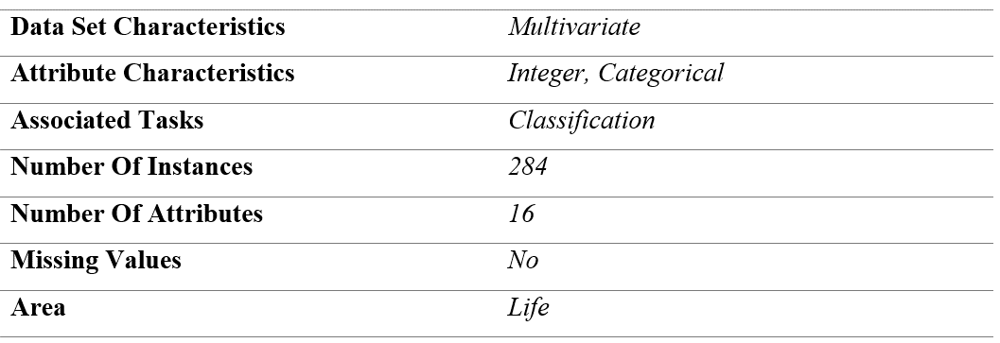 Data Set Characteristics Multivariate
Attribute Characteristics Integer, Categorical
Associated Tasks Classification
Number Of Instances 284
Number Of Attributes 16
Missing Values No
Area Life